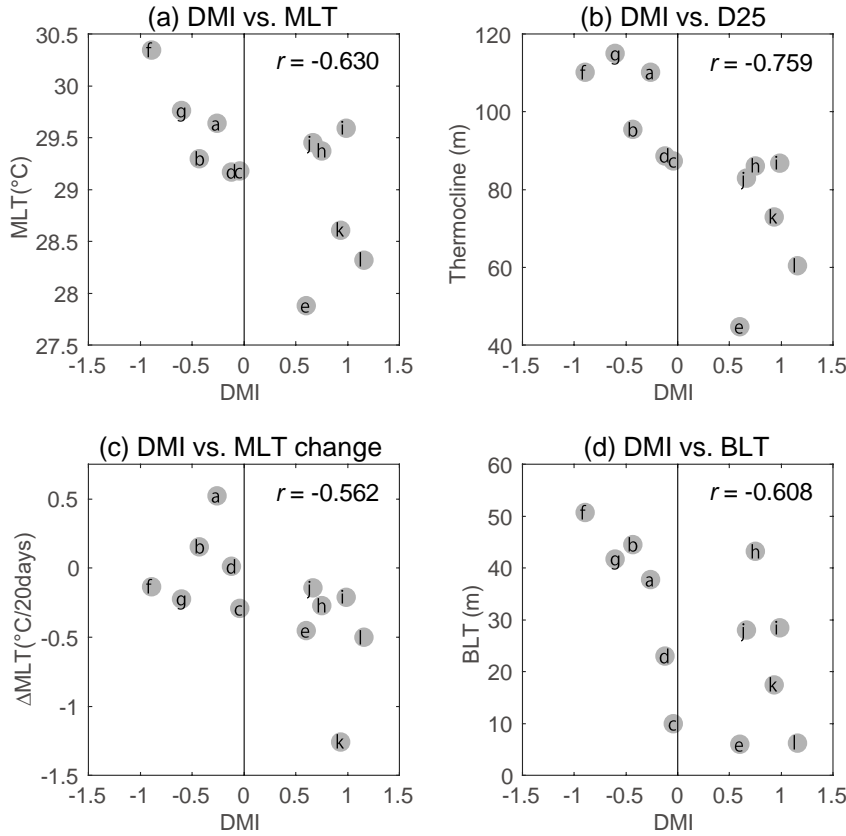 (a) DMI vs. MLT
r = -0.630
30.5
30
29.5
29
28.5
28
27.5
MLT(°C)
f
g
a
b
d
c
j
h
i
k
l
e
-1.5
-1
-0.5
0
0.5
1
1.5
DMI
(b) DMI vs. D25
r = -0.759
120
100
80
60
40
Thermocline (m)
g
f
a
b
d
c
h
i
j
k
l
e
-1.5
-1
-0.5
0
0.5
1
1.5
DMI
(c) DMI vs. MLT change
r = -0.562
0.5
0
-0.5
-1
-1.5
ΔMLT(°C/20days)
a
b
d
f
g
c
j
h
i
e
l
k
-1.5
-1
-0.5
0
0.5
1
1.5
DMI
(d) DMI vs. BLT
r = -0.608
60
50
40
30
20
10
0
BLT (m)
f
b
g
a
h
d
j
i
k
c
e
l
-1.5
-1
-0.5
0
0.5
1
1.5
DMI